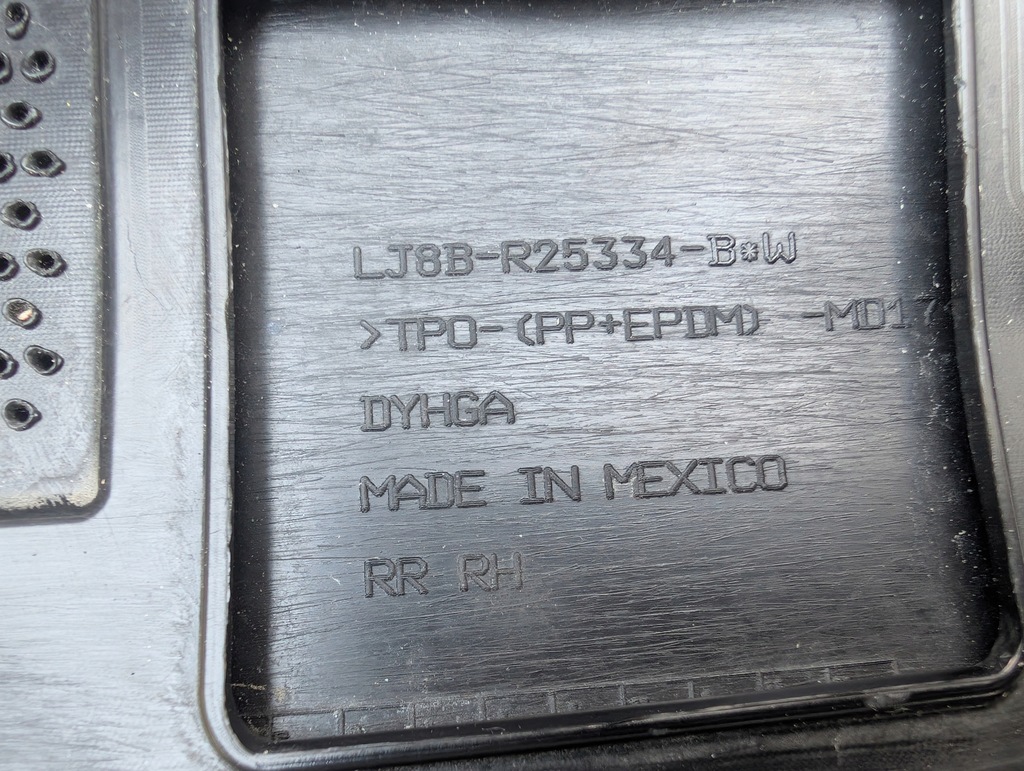 LJ8B-R25334-B*W
>TPO-(PP+EPDM) -MD17
DYHGA
MADE IN MEXICO
RR RH